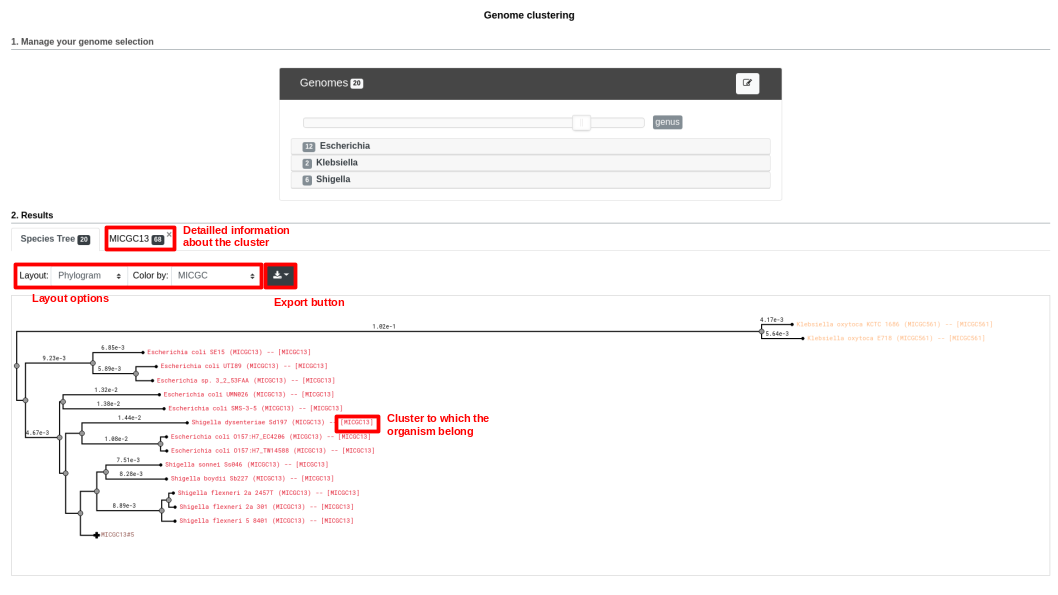 Genome clustering
1. Manage your genome selection
Genomes 20
genus
12 Escherichia
2 Klebsiella
6 Shigella
2. Results
Species Tree 20
MICGC13 68 ×
Detailled information
about the cluster
Layout: Phylogram
Color by: MICGC
Layout options
Export button
1.02e-1
4.17e-3
Klebsiella oxytoca KCTC 1686 (MICGC561) -- [MICGC561]
5.64e-3
Klebsiella oxytoca E718 (MICGC561) -- [MICGC561]
6.85e-3
Escherichia coli SE15 (MICGC13) -- [MICGC13]
9.23e-3
5.89e-3
Escherichia coli UTI89 (MICGC13) -- [MICGC13]
Escherichia sp. 3_2_53FAA (MICGC13) -- [MICGC13]
1.32e-2
Escherichia coli UMN026 (MICGC13) -- [MICGC13]
1.30e-2
Escherichia coli SMS-3-5 (MICGC13) -- [MICGC13]
1.44e-2
Shigella dysenteriae Sd197 (MICGC13) -- [MICGC13]
Cluster to which the
organism belong
4.67e-3
1.08e-2
Escherichia coli O157:H7_EC4206 (MICGC13) -- [MICGC13]
Escherichia coli O157:H7_TW14588 (MICGC13) -- [MICGC13]
7.51e-3
Shigella sonnei Ss046 (MICGC13) -- [MICGC13]
8.28e-3
Shigella boydii Sb227 (MICGC13) -- [MICGC13]
Shigella flexneri 2a 2457T (MICGC13) -- [MICGC13]
8.89e-3
Shigella flexneri 2a 301 (MICGC13) -- [MICGC13]
Shigella flexneri 5 8401 (MICGC13) -- [MICGC13]
MICGC13#5